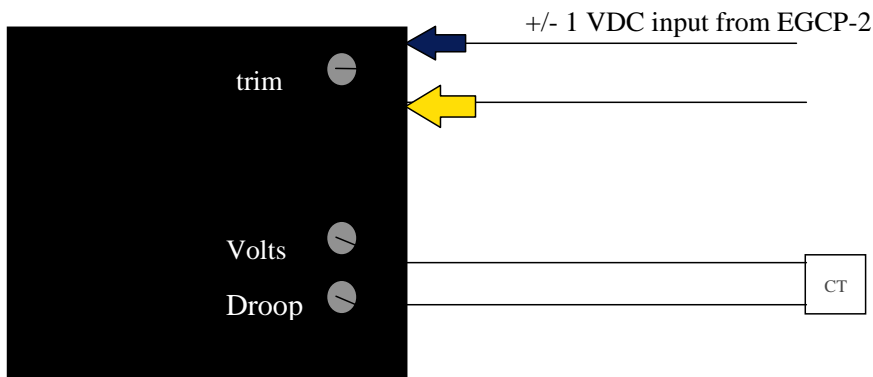 +/- 1 VDC input from EGCP-2
trim
Volts
Droop
CT